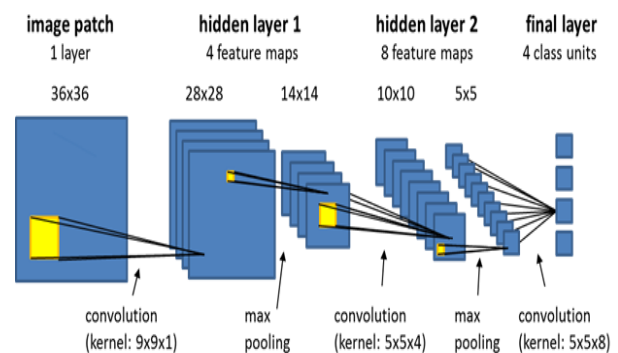 image patch
1 layer
36x36
hidden layer 1
4 feature maps
28x28
14x14
hidden layer 2
8 feature maps
10x10
5x5
final layer
4 class units
convolution
(kernel: 9x9x1)
max
pooling
convolution
(kernel: 5x5x4)
max
pooling
convolution
(kernel: 5x5x8)